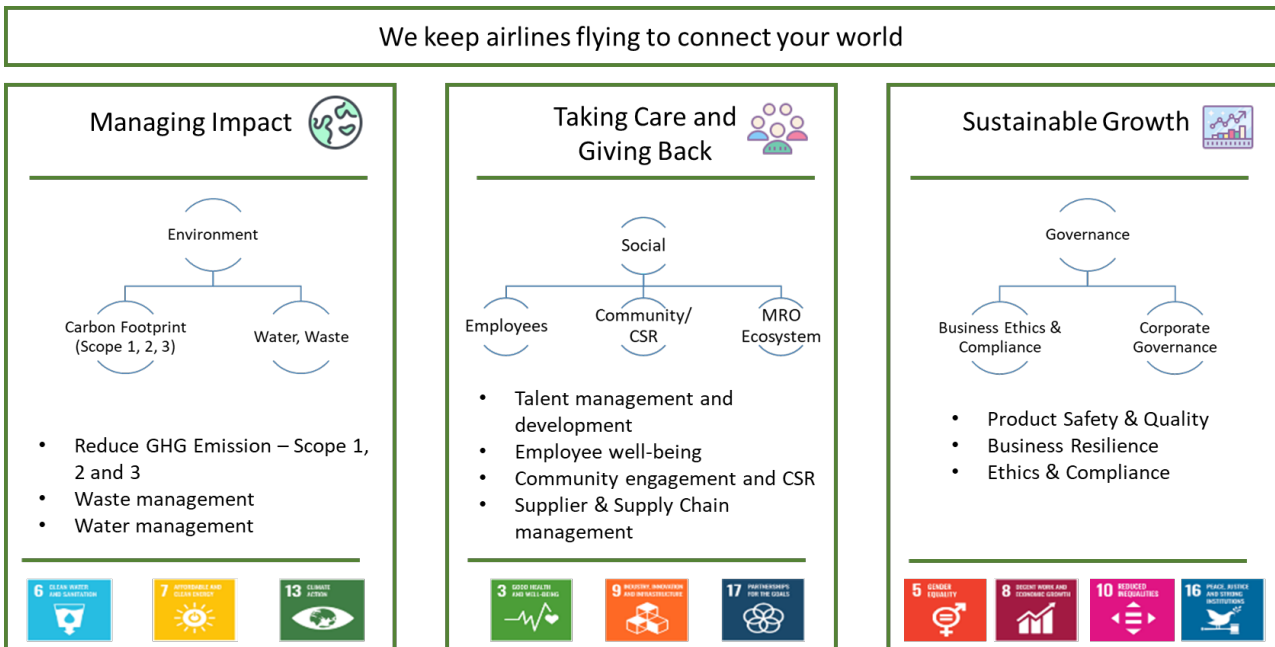 We keep airlines flying to connect your world
Managing Impact
Environment
Carbon Footprint
(Scope 1, 2, 3)
Water, Waste
• Reduce GHG Emission – Scope 1,
2 and 3
• Waste management
• Water management
6 CLEAN WATER
AND SANITATION
7 AFFORDABLE AND
CLEAN ENERGY
13 CLIMATE
ACTION
Taking Care and
Giving Back
Social
Employees
Community/
CSR
MRO
Ecosystem
• Talent management and
development
• Employee well-being
• Community engagement and CSR
• Supplier & Supply Chain
management
3 GOOD HEALTH
AND WELL-BEING
9 INDUSTRY, INNOVATION
AND INFRASTRUCTURE
17 PARTNERSHIPS
FOR THE GOALS
Sustainable Growth
Governance
Business Ethics &
Compliance
Corporate
Governance
• Product Safety & Quality
• Business Resilience
• Ethics & Compliance
5 GENDER
EQUALITY
8 DECENT WORK AND
ECONOMIC GROWTH
10 REDUCED
INEQUALITIES
16 PEACE, JUSTICE
AND STRONG
INSTITUTIONS